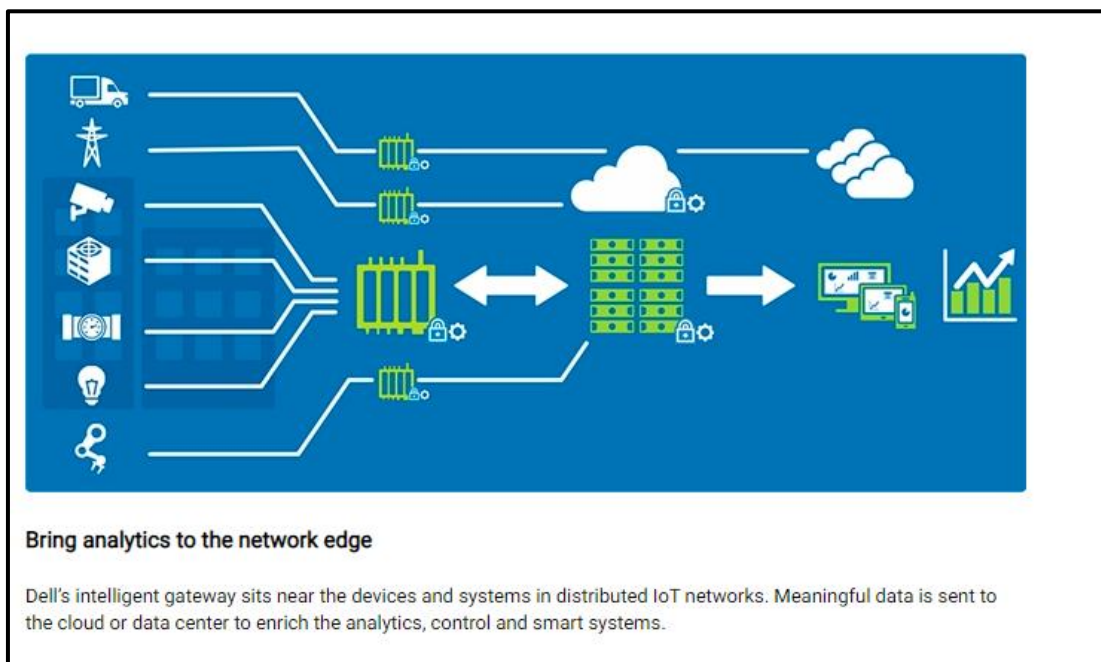 Bring analytics to the network edge
Dell's intelligent gateway sits near the devices and systems in distributed IoT networks. Meaningful data is sent to
the cloud or data center to enrich the analytics, control and smart systems.